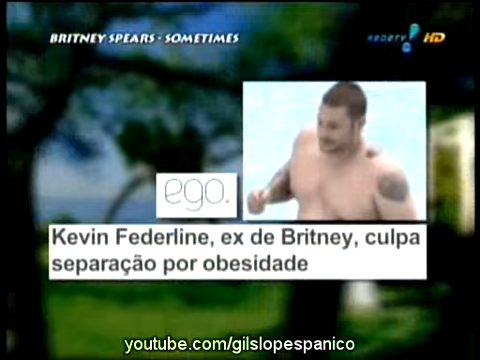 BRITNEY SPEARS - SOMETIMES
REDETV! HD
ego.
Kevin Federline, ex de Britney, culpa
separação por obesidade
youtube.com/gilslopespanico